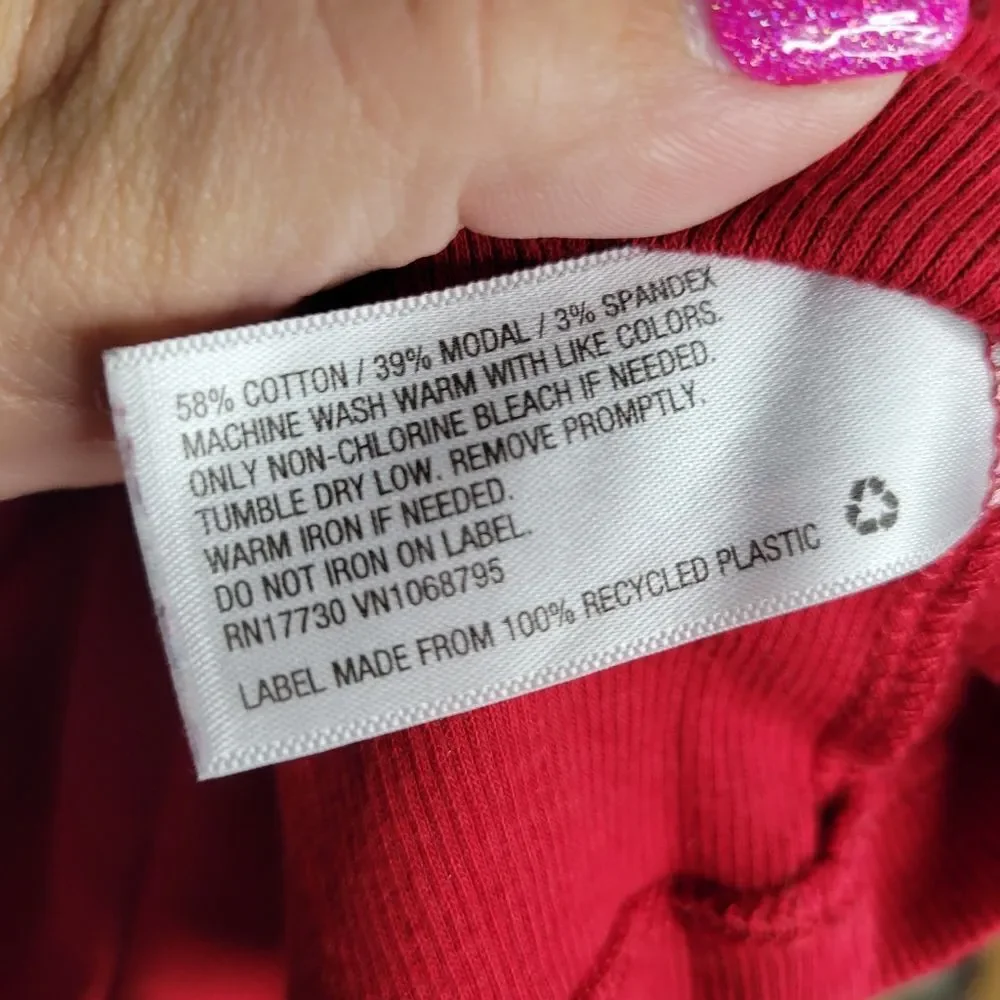 58% COTTON / 39% MODAL / 3% SPANDEX
MACHINE WASH WARM WITH LIKE COLORS.
ONLY NON-CHLORINE BLEACH IF NEEDED.
TUMBLE DRY LOW. REMOVE PROMPTLY.
WARM IRON IF NEEDED.
DO NOT IRON ON LABEL.
RN17730 VN1068795
LABEL MADE FROM 100% RECYCLED PLASTIC